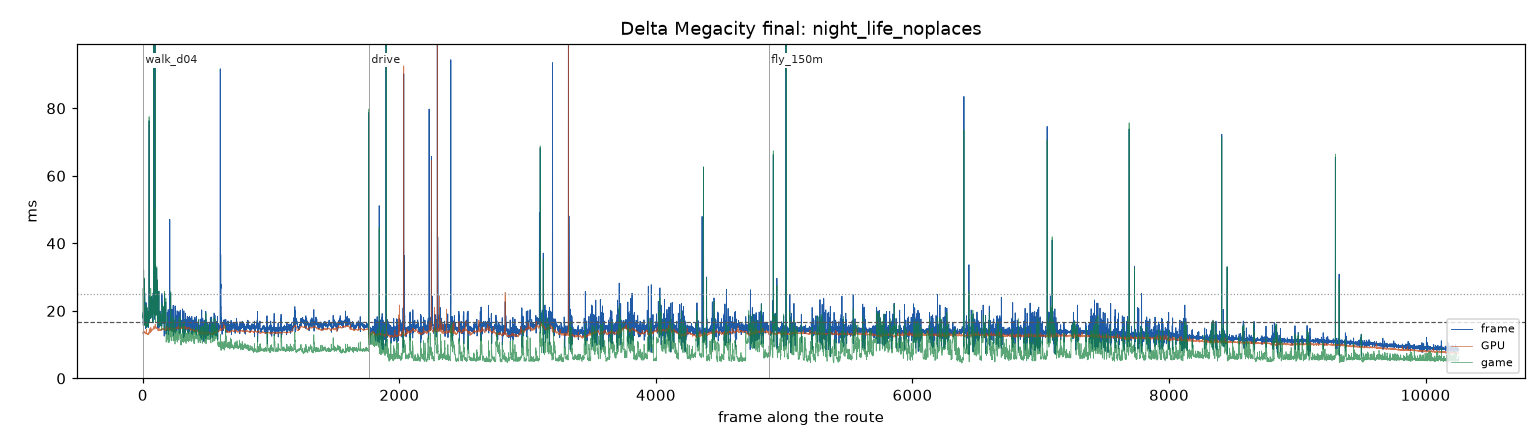 Delta Megacity final: night_life_noplaces
walk_d04
drive
fly_150m
80
60
40
20
0
ms
0
2000
4000
6000
8000
10000
frame along the route
frame
GPU
game